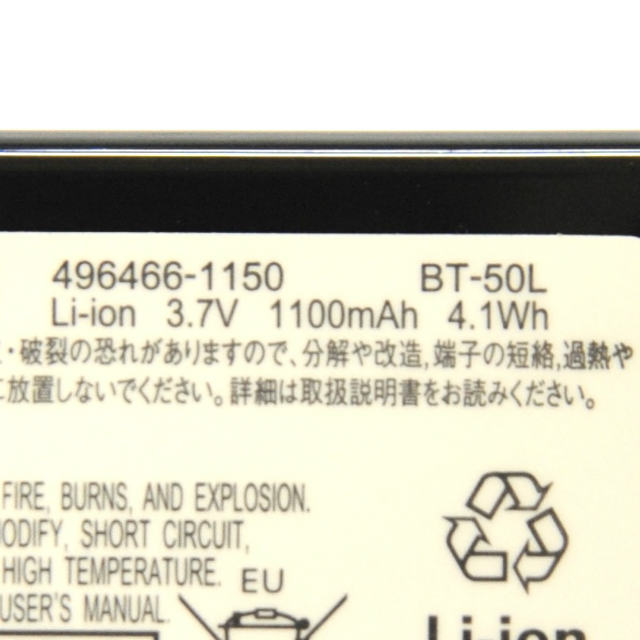 496466-1150 BT-50L
Li-ion 3.7V 1100mAh 4.1Wh
・破裂の恐れがありますので、分解や改造,端子の短絡,過熱や
に放置しないでください。詳細は取扱説明書をお読みください。
FIRE, BURNS, AND EXPLOSION.
MODIFY, SHORT CIRCUIT,
HIGH TEMPERATURE.
USER'S MANUAL.
EU
Li-ion